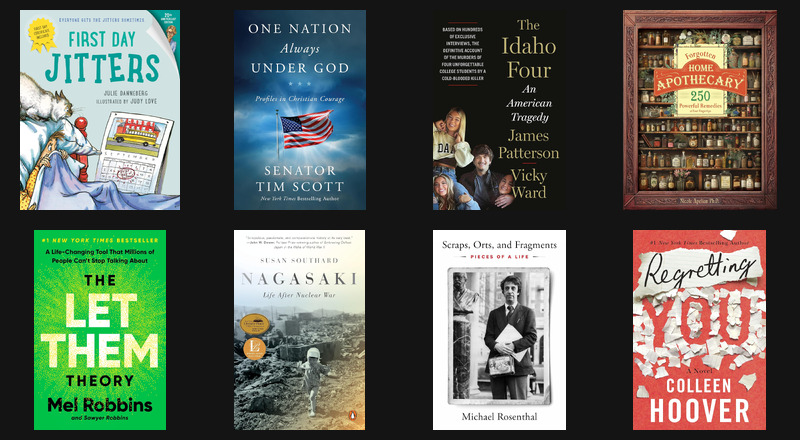 EVERYBODY GETS THE JITTERS SOMETIMES
FIRST DAY
JITTERS
JULIE DANNEBERG
ILLUSTRATED BY JUDY LOVE
SEPTEMBER
ONE NATION
Always
UNDER GOD
Profiles in Christian Courage
SENATOR
TIM SCOTT
New York Times Bestselling Author
BASED ON HUNDREDS
OF EXCLUSIVE
INTERVIEWS, THE
DEFINITIVE ACCOUNT
OF THE MURDERS OF
FOUR UNFORGETTABLE
COLLEGE STUDENTS BY A
COLD-BLOODED KILLER
The
Idaho
Four
An
American
Tragedy
James
Patterson
Vicky
Ward
Forgotten
HOME
APOTHECARY
250
Powerful Remedies
Nicole Apelian Ph.D.
#1 NEW YORK TIMES BESTSELLER
A Life-Changing Tool That Millions of
People Can't Stop Talking About
THE
LET
THEM
THEORY
Mel Robbins
and Sawyer Robbins
SUSAN SOUTHARD
NAGASAKI
Life After Nuclear War
Scraps, Orts, and Fragments
PIECES OF A LIFE
Michael Rosenthal
#1 New York Times Bestselling Author
Regretting
YOU
A Novel
COLLEEN
HOOVER